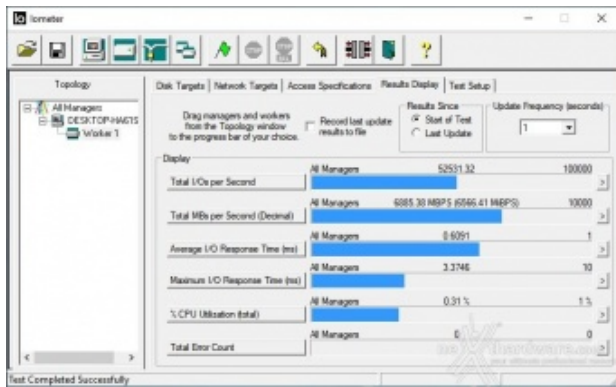 Iometer
Topology
All Managers
DESKTOP-HA6TS
Worker 1
Disk Targets
Network Targets
Access Specifications
Results Display
Test Setup
Drag managers and workers
from the Topology window
to the progress bar of your choice.
Record last update
results to file
Results Since
Start of Test
Last Update
Update Frequency (seconds)
1
Display
Total I/Os per Second
All Managers
52531.32
100000
Total MBs per Second (Decimal)
All Managers
6885.38 MBPS (6566.41 MiBPS)
10000
Average I/O Response Time (ms)
All Managers
0.6091
1
Maximum I/O Response Time (ms)
All Managers
3.3746
10
% CPU Utilization (total)
All Managers
0.31 %
1 %
Total Error Count
All Managers
0
0
Test Completed Successfully